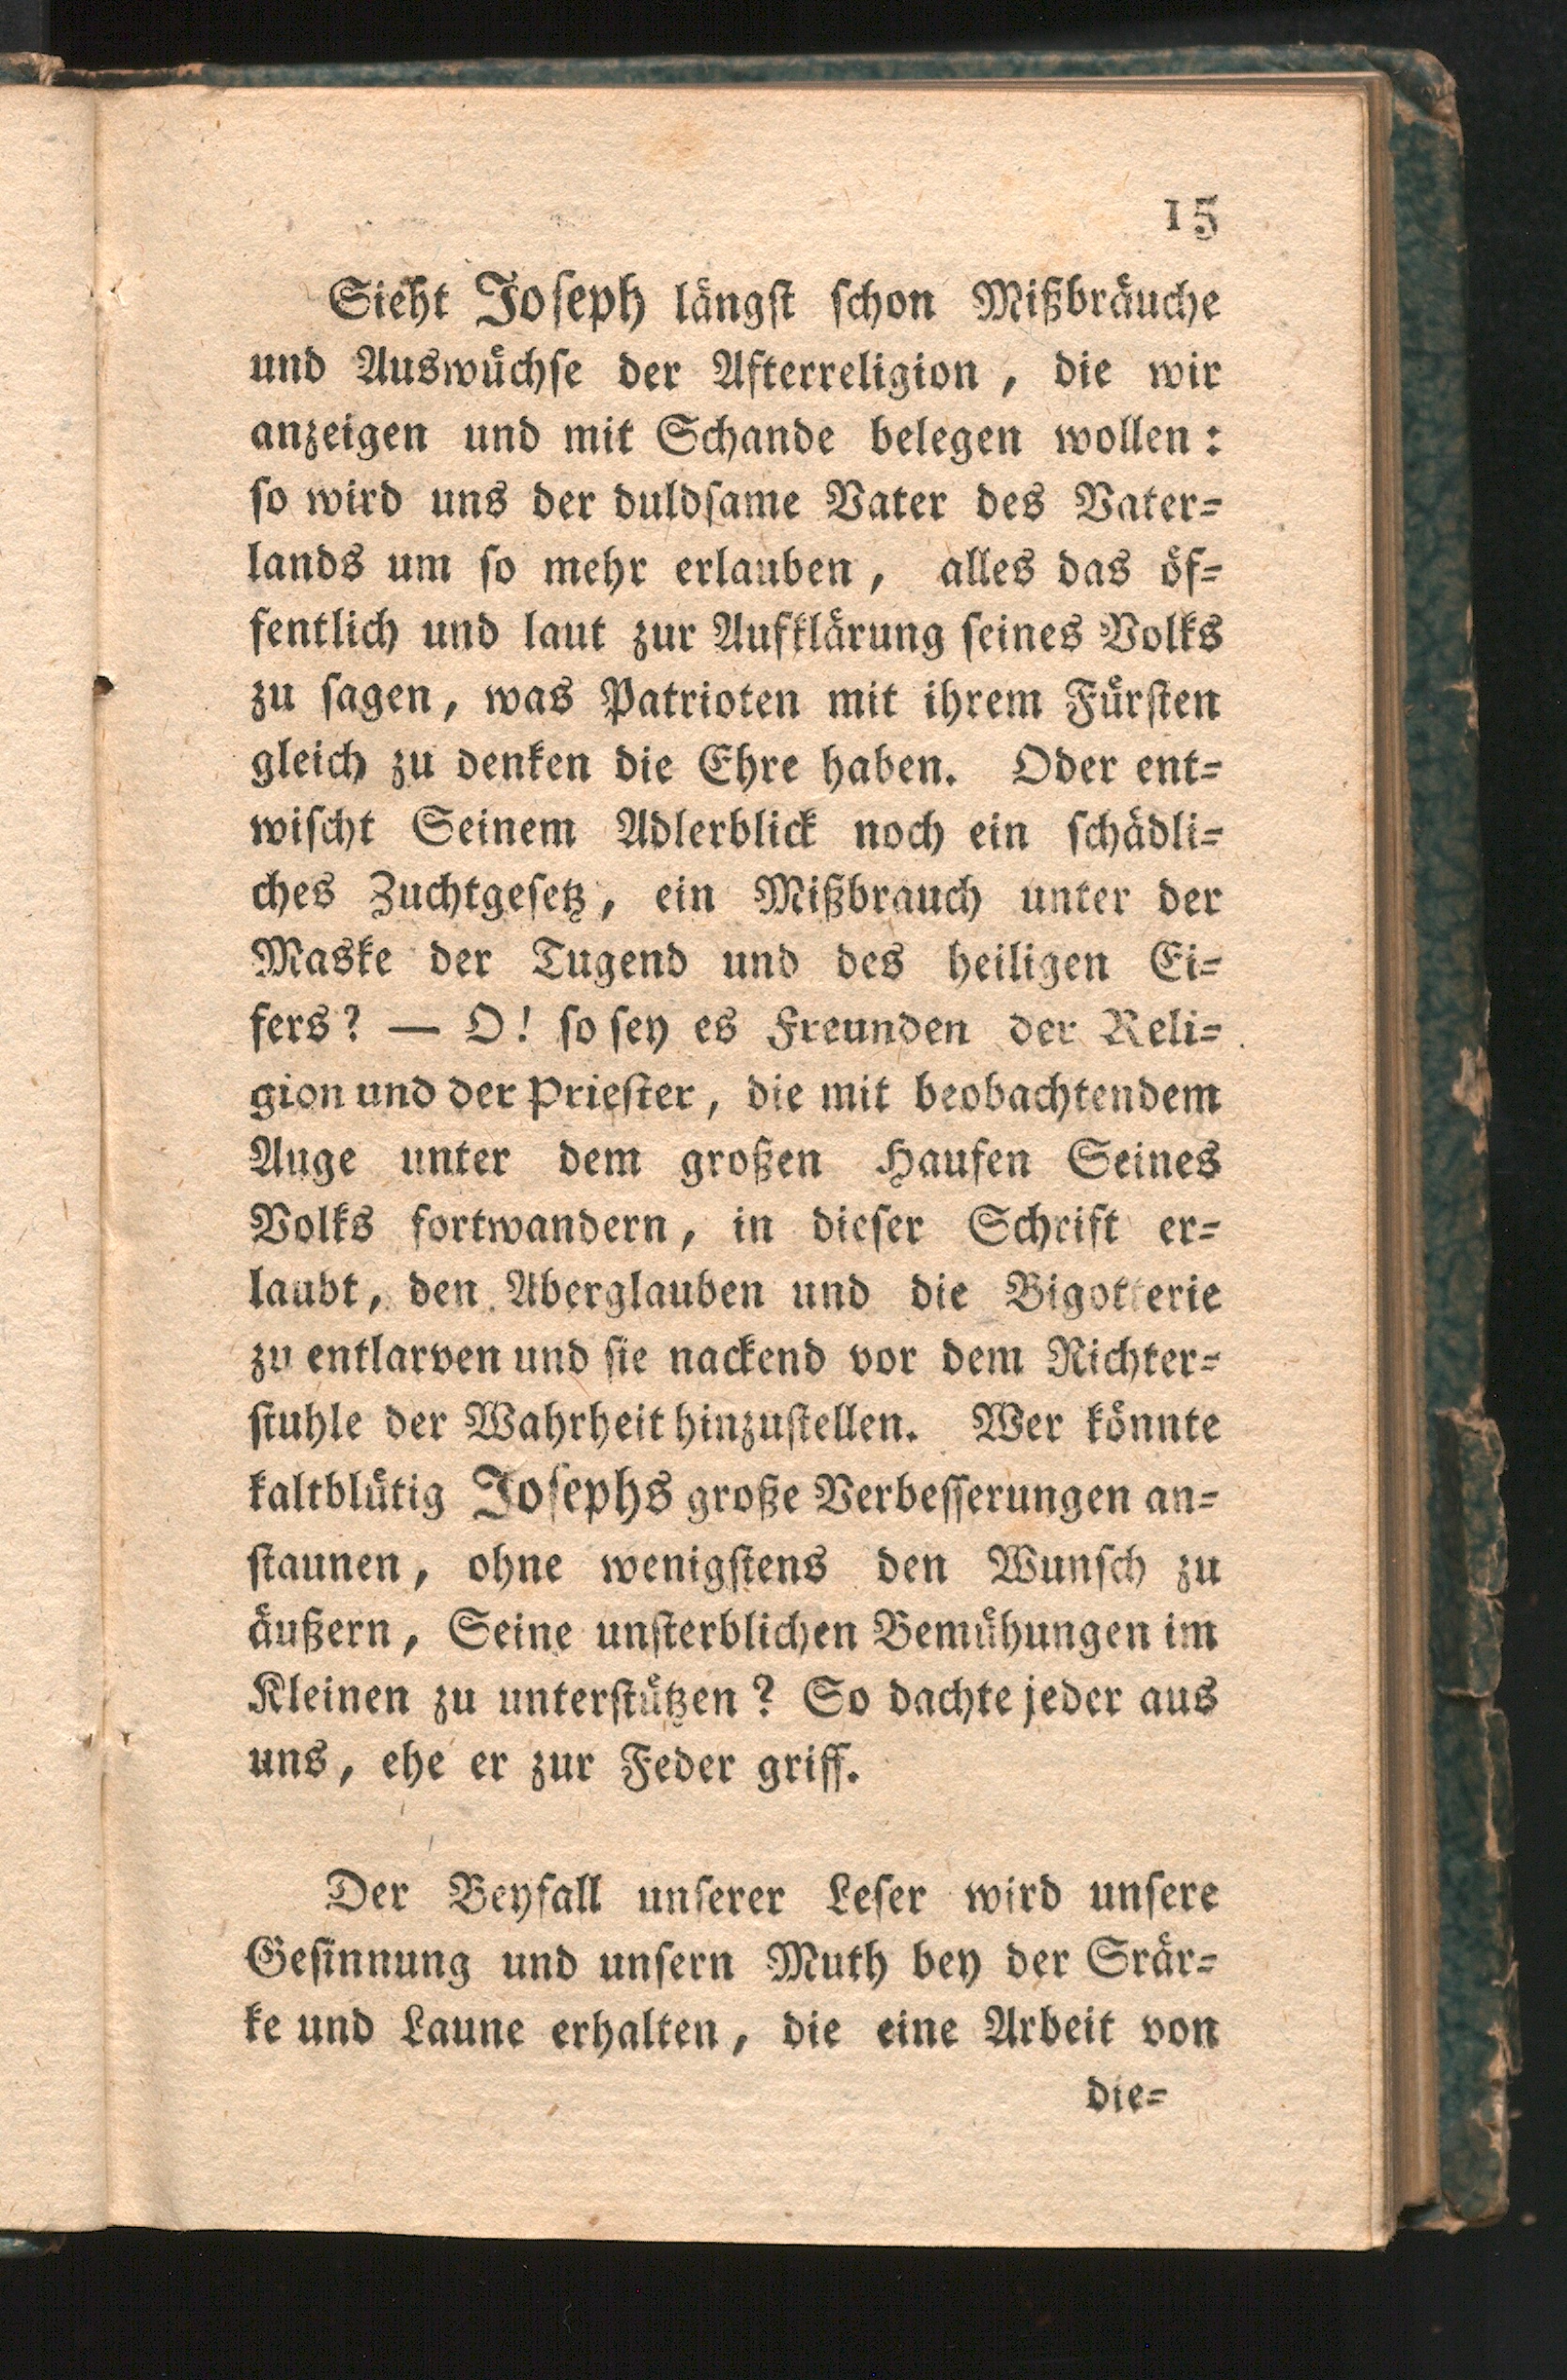 15
Sieht Joſeph längſt ſchon Mißbräuche
und Auswüchſe der Afterreligion, die wir
anzeigen und mit Schande belegen wollen:
ſo wird uns der duldſame Vater des Vater-
lands um ſo mehr erlauben, alles das öf-
fentlich und laut zur Aufklärung ſeines Volks
zu ſagen, was Patrioten mit ihrem Fürſten
gleich zu denken die Ehre haben. Oder ent-
wiſcht Seinem Adlerblick noch ein ſchädli-
ches Zuchtgeſetz, ein Mißbrauch unter der
Maske der Tugend und des heiligen Ei-
fers? — O! ſo ſey es Freunden der Reli-
gion und der Prieſter, die mit beobachtendem
Auge unter dem großen Haufen Seines
Volks fortwandern, in dieſer Schrift er-
laubt, den Aberglauben und die Bigotterie
zu entlarven und ſie nackend vor dem Richter-
ſtuhle der Wahrheit hinzuſtellen. Wer könnte
kaltblütig Joſephs große Verbeſſerungen an-
ſtaunen, ohne wenigſtens den Wunſch zu
äußern, Seine unſterblichen Bemühungen im
Kleinen zu unterſtützen? So dachte jeder aus
uns, ehe er zur Feder griff.
Der Beyfall unſerer Leſer wird unſere
Geſinnung und unſern Muth bey der Srär-
ke und Laune erhalten, die eine Arbeit von
die-